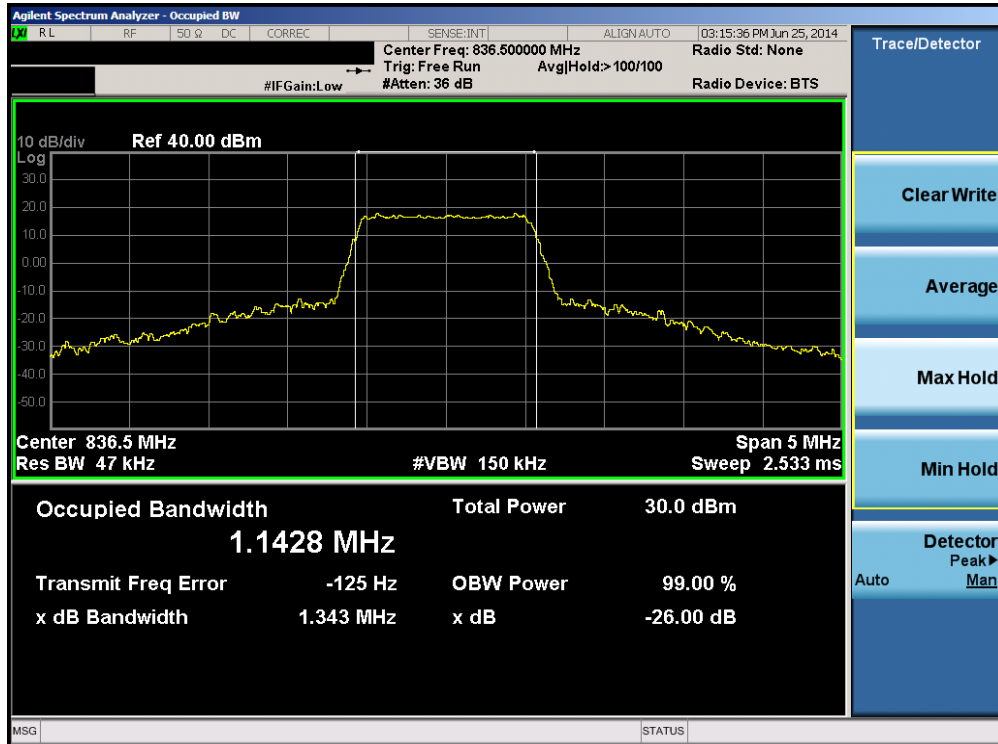 Agilent Spectrum Analyzer - Occupied BW
LXI RL RF 50 Ω DC CORREC SENSE:INT ALIGN AUTO 03:15:36 PM Jun 25, 2014
Center Freq: 836.500000 MHz Radio Std: None
Trig: Free Run Avg|Hold:>100/100
#IFGain:Low #Atten: 36 dB Radio Device: BTS
10 dB/div Ref 40.00 dBm
Log
30.0
20.0
10.0
0.00
-10.0
-20.0
-30.0
-40.0
-50.0
Center 836.5 MHz Span 5 MHz
Res BW 47 kHz #VBW 150 kHz Sweep 2.533 ms
Occupied Bandwidth Total Power 30.0 dBm
1.1428 MHz
Transmit Freq Error -125 Hz OBW Power 99.00 %
x dB Bandwidth 1.343 MHz x dB -26.00 dB
MSG STATUS
Trace/Detector
Clear Write
Average
Max Hold
Min Hold
Detector
Peak▶
Auto Man